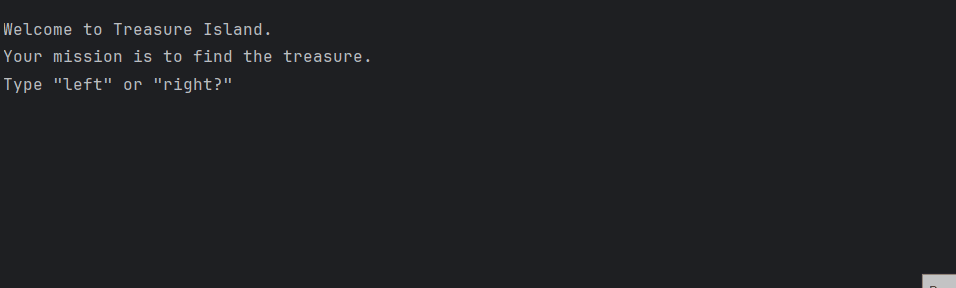 Welcome to Treasure Island.
Your mission is to find the treasure.
Type "left" or "right?"